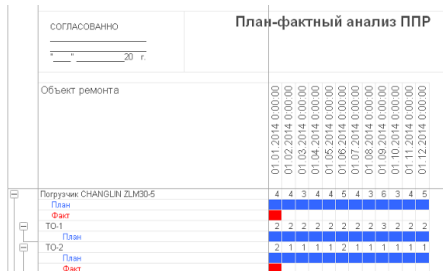 СОГЛАСОВАНО
План-фактный анализ ППР
"___" ____________20 г.
Объект ремонта
01.01.2014 0:00:00
01.02.2014 0:00:00
01.03.2014 0:00:00
01.04.2014 0:00:00
01.05.2014 0:00:00
01.06.2014 0:00:00
01.07.2014 0:00:00
01.08.2014 0:00:00
01.09.2014 0:00:00
01.10.2014 0:00:00
01.11.2014 0:00:00
01.12.2014 0:00:00
Погрузчик CHANGLIN ZLM30-5 4 4 3 4 4 5 4 3 6 3 4 5
План
Факт
ТО-1 2 2 2 2 2 2 2 2 3 2 2 2
План
ТО-2 2 1 1 1 1 2 1 1 1 1 1 1
План
Факт